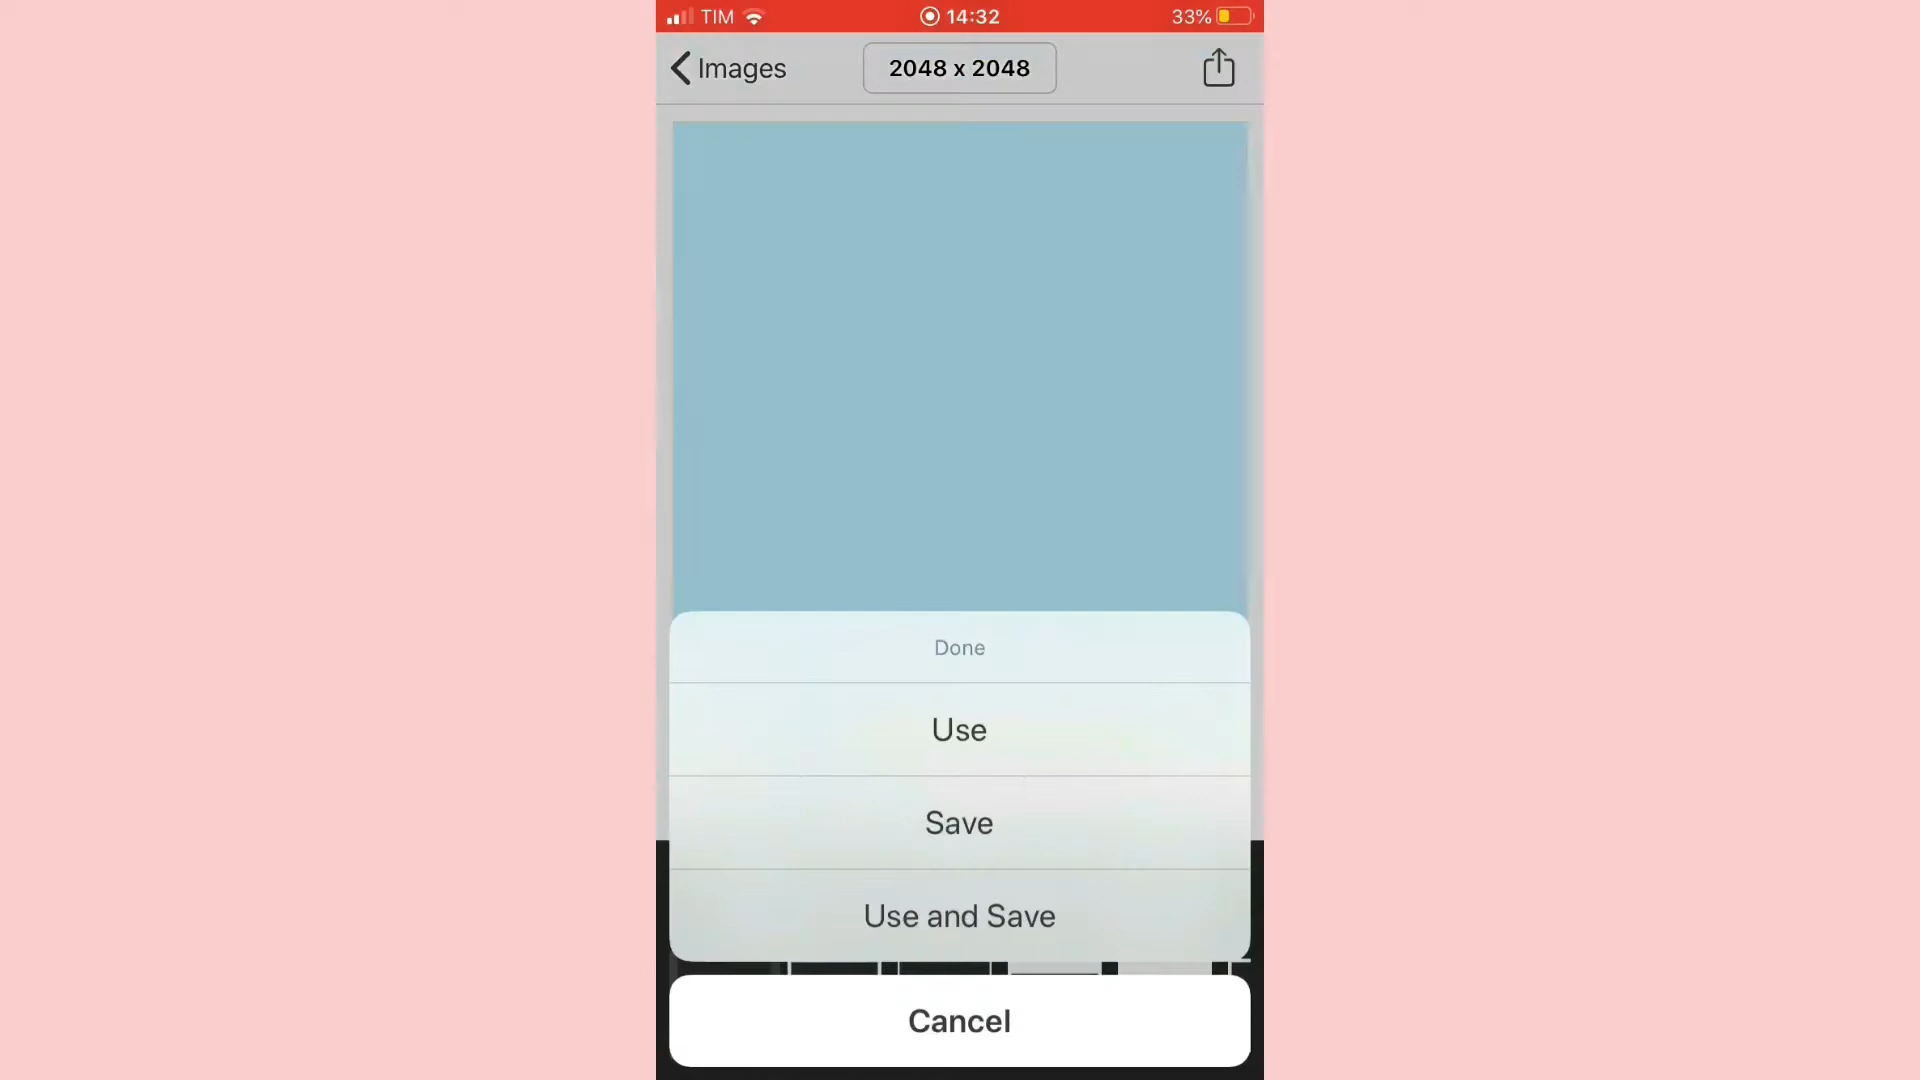 TIM 14:32 33%
Images 2048 x 2048
Done
Use
Save
Use and Save
Cancel